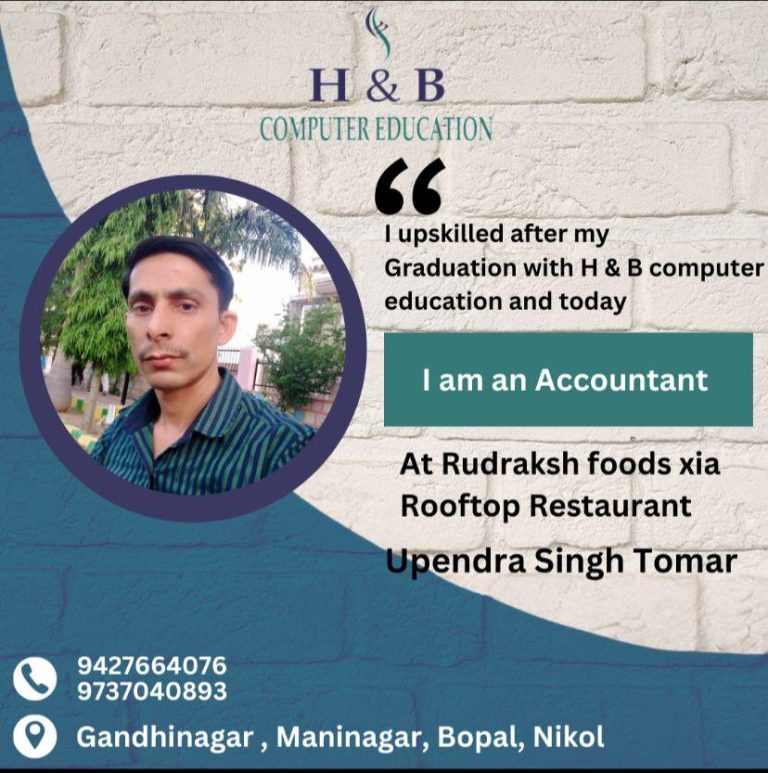 H & B
COMPUTER EDUCATION
“
I upskilled after my
Graduation with H & B computer
education and today
I am an Accountant
At Rudraksh foods xia
Rooftop Restaurant
Upendra Singh Tomar
9427664076
9737040893
Gandhinagar , Maninagar, Bopal, Nikol